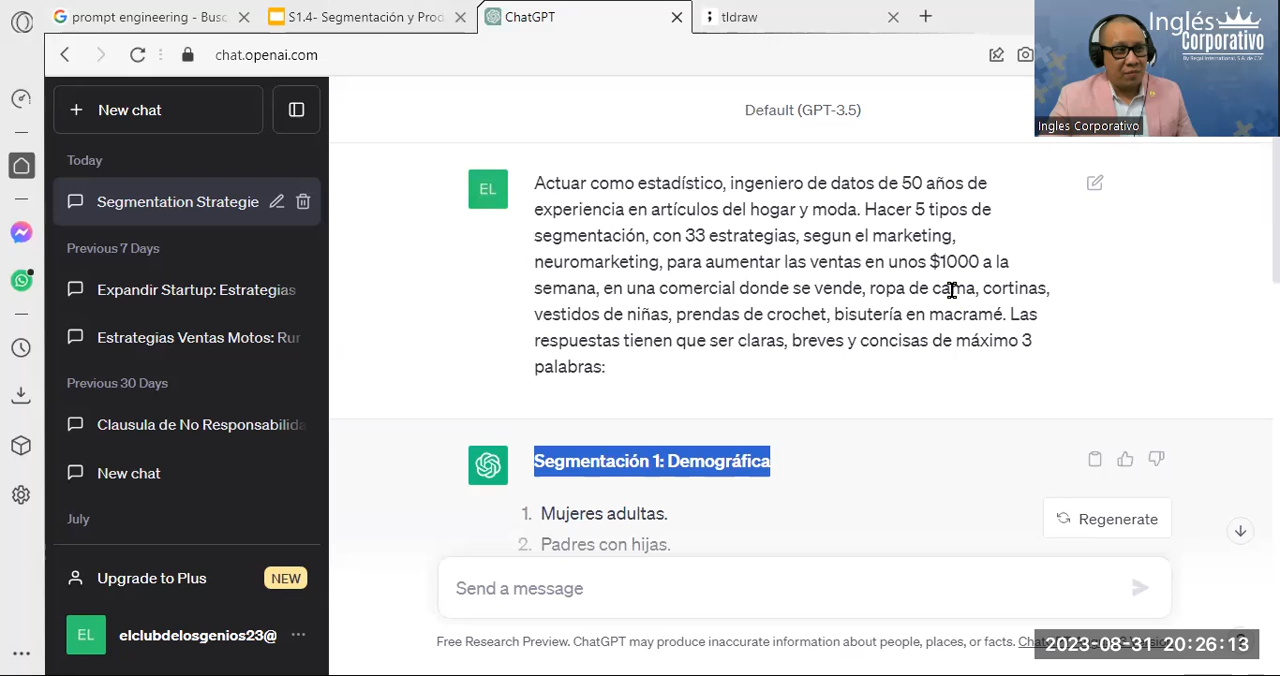 prompt engineering - Busc
S1.4- Segmentación y Prod
ChatGPT
tldraw
chat.openai.com
Inglés
Corporativo
By Regal International, S.A. de C.V.
Ingles Corporativo
New chat
Today
Segmentation Strategie
Previous 7 Days
Expandir Startup: Estrategias
Estrategias Ventas Motos: Rur
Previous 30 Days
Clausula de No Responsabilida
New chat
July
Upgrade to Plus NEW
EL elclubdelosgenios23@
Default (GPT-3.5)
EL
Actuar como estadístico, ingeniero de datos de 50 años de
experiencia en artículos del hogar y moda. Hacer 5 tipos de
segmentación, con 33 estrategias, segun el marketing,
neuromarketing, para aumentar las ventas en unos $1000 a la
semana, en una comercial donde se vende, ropa de cama, cortinas,
vestidos de niñas, prendas de crochet, bisutería en macramé. Las
respuestas tienen que ser claras, breves y concisas de máximo 3
palabras:
Segmentación 1: Demográfica
1. Mujeres adultas.
2. Padres con hijas.
Regenerate
Send a message
Free Research Preview. ChatGPT may produce inaccurate information about people, places, or facts.
2023-08-31 20:26:13